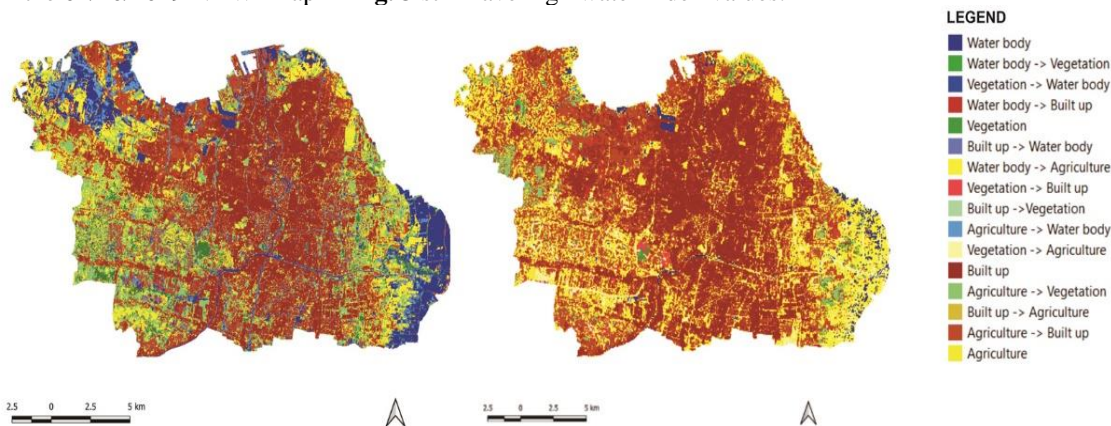 LEGEND
Water body
Water body -> Vegetation
Vegetation -> Water body
Water body -> Built up
Vegetation
Built up -> Water body
Water body -> Agriculture
Vegetation -> Built up
Built up ->Vegetation
Agriculture -> Water body
Vegetation -> Agriculture
Built up
Agriculture -> Vegetation
Built up -> Agriculture
Agriculture -> Built up
Agriculture
2.5 0 2.5 5 km
2.5 0 2.5 5 km